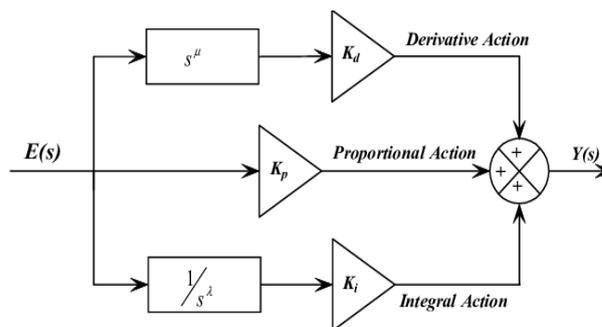 Derivative Action
s^μ
K_d
E(s)
Proportional Action
K_p
+
+
+
Y(s)
1/s^λ
K_i
Integral Action